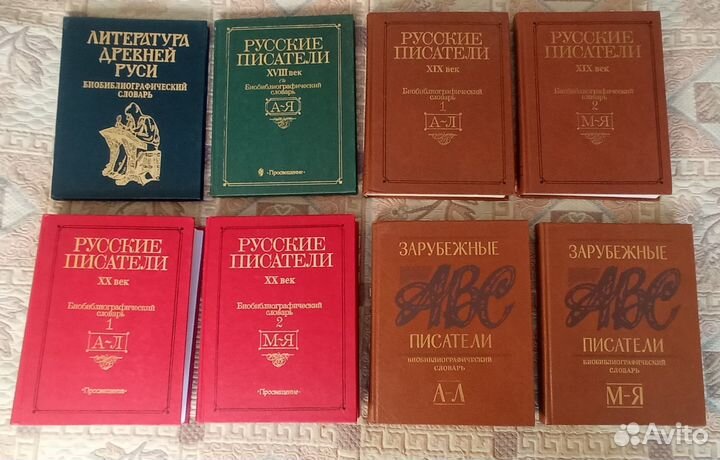 ЛИТЕРАТУРА
ДРЕВНЕЙ
РУСИ
БИОБИБЛИОГРАФИЧЕСКИЙ
СЛОВАРЬ
РУССКИЕ
ПИСАТЕЛИ
XVIII век
Биобиблиографический
словарь
А-Я
·Просвещение·
РУССКИЕ
ПИСАТЕЛИ
XIX век
Биобиблиографический
словарь
1
А-Л
РУССКИЕ
ПИСАТЕЛИ
XIX век
Биобиблиографический
словарь
2
М-Я
РУССКИЕ
ПИСАТЕЛИ
XX век
Биобиблиографический
словарь
1
А-Л
·Просвещение·
РУССКИЕ
ПИСАТЕЛИ
XX век
Биобиблиографический
словарь
2
М-Я
·Просвещение·
ЗАРУБЕЖНЫЕ
ABC
ПИСАТЕЛИ
БИОБИБЛИОГРАФИЧЕСКИЙ
СЛОВАРЬ
А-Л
ЗАРУБЕЖНЫЕ
ABC
ПИСАТЕЛИ
БИОБИБЛИОГРАФИЧЕСКИЙ
СЛОВАРЬ
М-Я
Avito